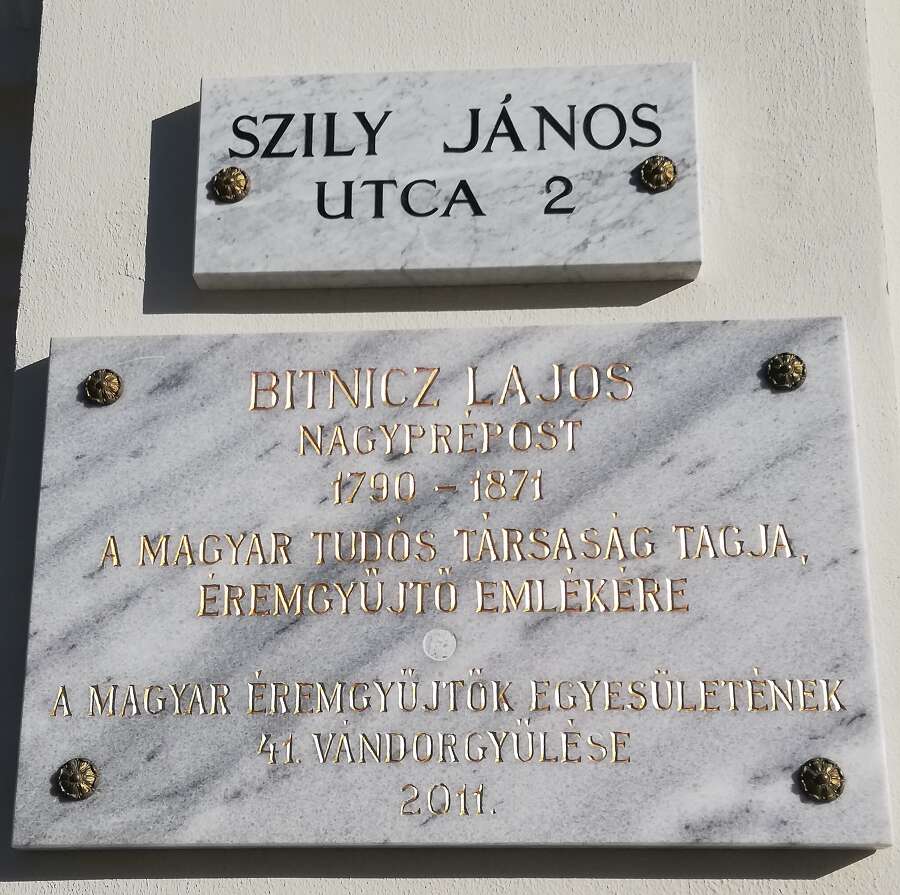 SZILY JÁNOS
UTCA 2
BITNICZ LAJOS
NAGYPRÉPOST
1790 - 1871
A MAGYAR TUDÓS TÁRSASÁG TAGJA,
ÉREMGYŰJTŐ EMLÉKÉRE
A MAGYAR ÉREMGYŰJTŐK EGYESÜLETÉNEK
41. VÁNDORGYŰLÉSE
2011.